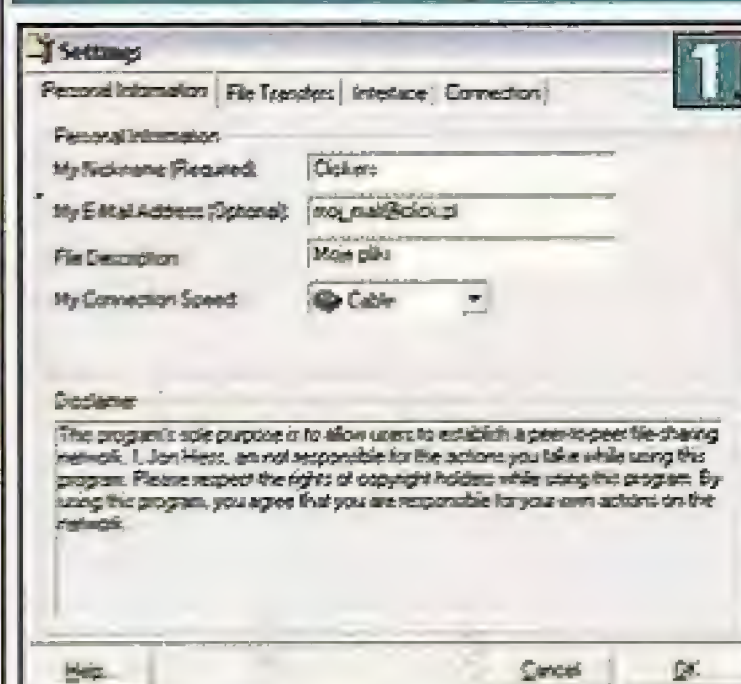 Settings
1.
Personal Information File Transfers Interface Connection
Personal Information
My Nickname (Required): Clickers
My E-Mail Address (Optional): moj_mail@click.pl
File Description: Moje pliki
My Connection Speed: Cable
Disclaimer
This program's sole purpose is to allow users to establish a peer-to-peer file-sharing
network. I, Jon Hess, am not responsible for the actions you take while using this
program. Please respect the rights of copyright holders while using this program. By
using this program, you agree that you are responsible for your own actions on the
network.
Help Cancel OK